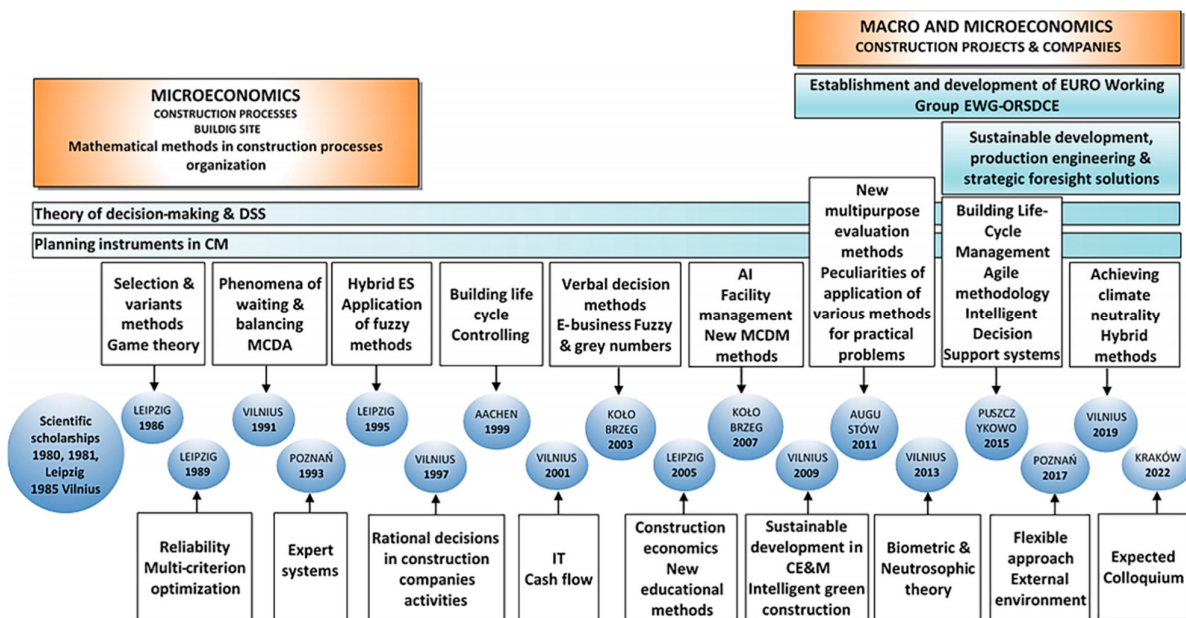 MACRO AND MICROECONOMICS
CONSTRUCTION PROJECTS & COMPANIES
Establishment and development of EURO Working
Group EWG-ORSDCE
Sustainable development,
production engineering &
strategic foresight solutions
MICROECONOMICS
CONSTRUCTION PROCESSES
BUILDIG SITE
Mathematical methods in construction processes
organization
Theory of decision-making & DSS
Planning instruments in CM
Selection &
variants
methods
Game theory
Phenomena of
waiting &
balancing
MCDA
Hybrid ES
Application of
fuzzy
methods
Building life
cycle
Controlling
Verbal decision
methods
E-business Fuzzy
& grey numbers
AI
Facility
management
New MCDM
methods
New
multipurpose
evaluation
methods
Peculiarities of
application of
various methods
for practical
problems
Building Life-
Cycle
Management
Agile
methodology
Intelligent
Decision
Support systems
Achieving
climate
neutrality
Hybrid
methods
Scientific
scholarships
1980, 1981,
Leipzig
1985 Vilnius
LEIPZIG
1986
LEIPZIG
1989
VILNIUS
1991
POZNAŃ
1993
LEIPZIG
1995
VILNIUS
1997
AACHEN
1999
VILNIUS
2001
KOŁO
BRZEG
2003
LEIPZIG
2005
KOŁO
BRZEG
2007
VILNIUS
2009
AUGU
STÓW
2011
VILNIUS
2013
PUSZCZ
YKOWO
2015
POZNAŃ
2017
VILNIUS
2019
KRAKÓW
2022
Reliability
Multi-criterion
optimization
Expert
systems
Rational decisions
in construction
companies
activities
IT
Cash flow
Construction
economics
New
educational
methods
Sustainable
development in
CE&M
Intelligent green
construction
Biometric &
Neutrosophic
theory
Flexible
approach
External
environment
Expected
Colloquium